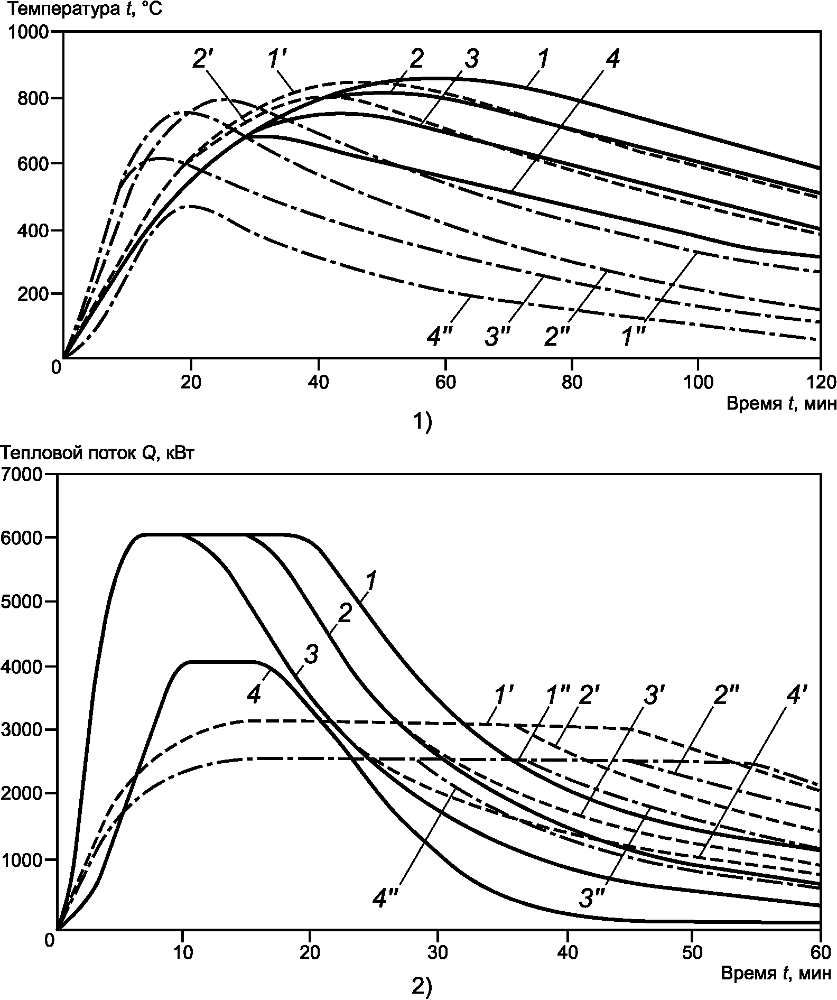 Температура t, °C
1000
2' 1' 2 3 1 4
800
600
400
200
4" 3" 2" 1"
0
20 40 60 80 100 120
Время t, мин
1)
Тепловой поток Q, кВт
7000
6000
1
5000
2
3
4000
4
1' 1" 2' 3' 2" 4'
3000
2000
1000
4" 3"
0
10 20 30 40 50 60
Время t, мин
2)